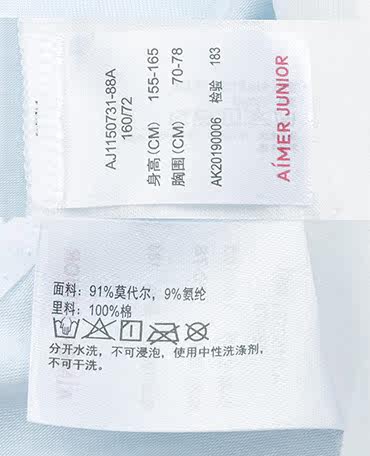 AJ1150731-88A
160/72
身高(CM) 155-165
胸围(CM) 70-78
AK20190006 检验 183
AíMER JUNIOR
面料：91%莫代尔，9%氨纶
里料：100%棉
分开水洗，不可浸泡，使用中性洗涤剂，
不可干洗。